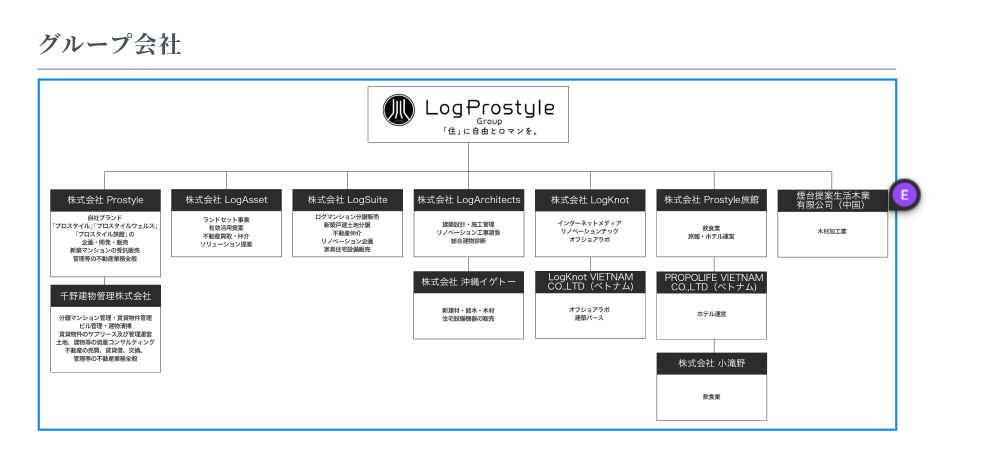 グループ会社
LogProstyle
Group
「住」に自由とロマンを。
株式会社 Prostyle
自社ブランド
「プロスタイル」「プロスタイルウェルス」
「プロスタイル旅館」の
企画・開発・販売
新築マンションの受託販売
管理等の不動産業務全般
千野建物管理株式会社
分譲マンション管理・賃貸物件管理
ビル管理・建物清掃
賃貸物件のサブリース及び管理運営
土地、建物等の資産コンサルティング
不動産の売買、賃貸借、交換、
管理等の不動産業務全般
株式会社 LogAsset
ランドセット事業
有効活用提案
不動産買取・仲介
ソリューション提案
株式会社 LogSuite
ログマンション分譲販売
新築戸建土地分譲
不動産仲介
リノベーション企画
家具住宅設備販売
株式会社 LogArchitects
建築設計・施工管理
リノベーション工事請負
総合建物診断
株式会社 沖縄イゲトー
新建材・銘木・木材
住宅設備機器の販売
株式会社 LogKnot
インターネットメディア
リノベーションテック
オフショアラボ
LogKnot VIETNAM
CO.,LTD（ベトナム）
オフショアラボ
建築パース
株式会社 Prostyle旅館
飲食業
旅館・ホテル運営
PROPOLIFE VIETNAM
CO.,LTD（ベトナム）
ホテル運営
株式会社 小滝野
飲食業
煙台提案生活木業
有限公司（中国）
木材加工業
E